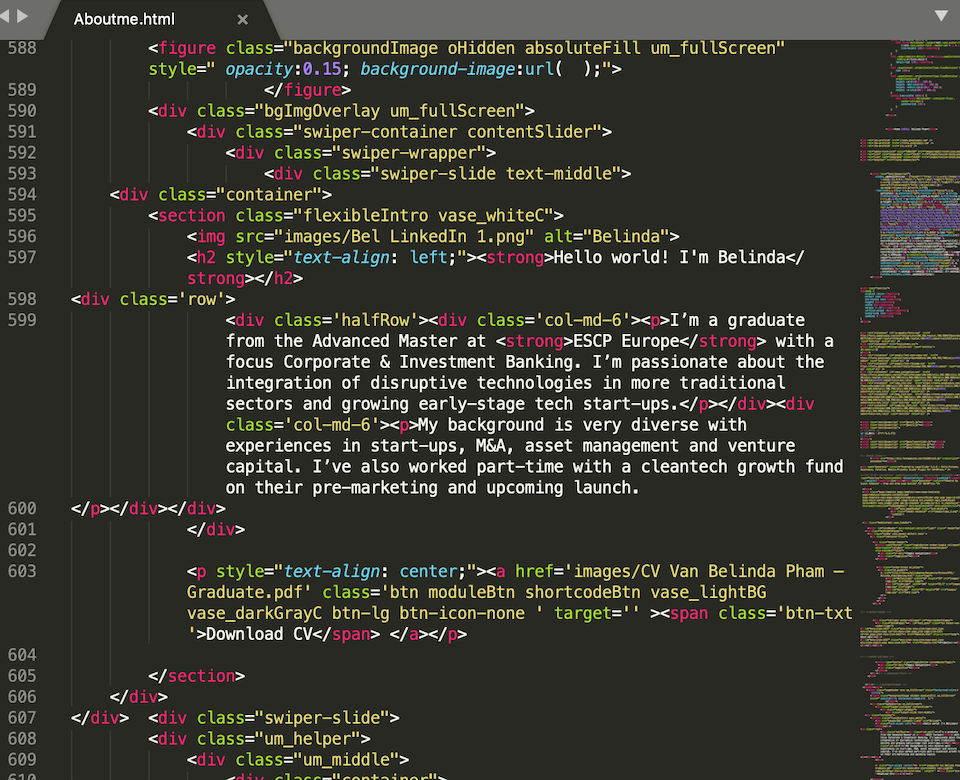 Aboutme.html ×
588 <figure class="backgroundImage oHidden absoluteFill um_fullScreen"
style=" opacity:0.15; background-image:url(  );">
589 </figure>
590 <div class="bgImgOverlay um_fullScreen">
591 <div class="swiper-container contentSlider">
592 <div class="swiper-wrapper">
593 <div class="swiper-slide text-middle">
594 <div class="container">
595 <section class="flexibleIntro vase_whiteC">
596 <img src="images/Bel LinkedIn 1.png" alt="Belinda">
597 <h2 style="text-align: left;"><strong>Hello world! I'm Belinda</
strong></h2>
598 <div class='row'>
599 <div class='halfRow'><div class='col-md-6'><p>I’m a graduate
from the Advanced Master at <strong>ESCP Europe</strong> with a
focus Corporate & Investment Banking. I’m passionate about the
integration of disruptive technologies in more traditional
sectors and growing early-stage tech start-ups.</p></div><div
class='col-md-6'><p>My background is very diverse with
experiences in start-ups, M&A, asset management and venture
capital. I’ve also worked part-time with a cleantech growth fund
on their pre-marketing and upcoming launch.
600 </p></div></div>
601 </div>
602
603 <p style="text-align: center;"><a href='images/CV Van Belinda Pham –
Graduate.pdf' class='btn moduleBtn shortcodeBtn vase_lightBG
vase_darkGrayC btn-lg btn-icon-none ' target='' ><span class='btn-txt
'>Download CV</span> </a></p>
604
605 </section>
606 </div>
607 </div>  <div class="swiper-slide">
608 <div class="um_helper">
609 <div class="um_middle">
610 <div class="container">